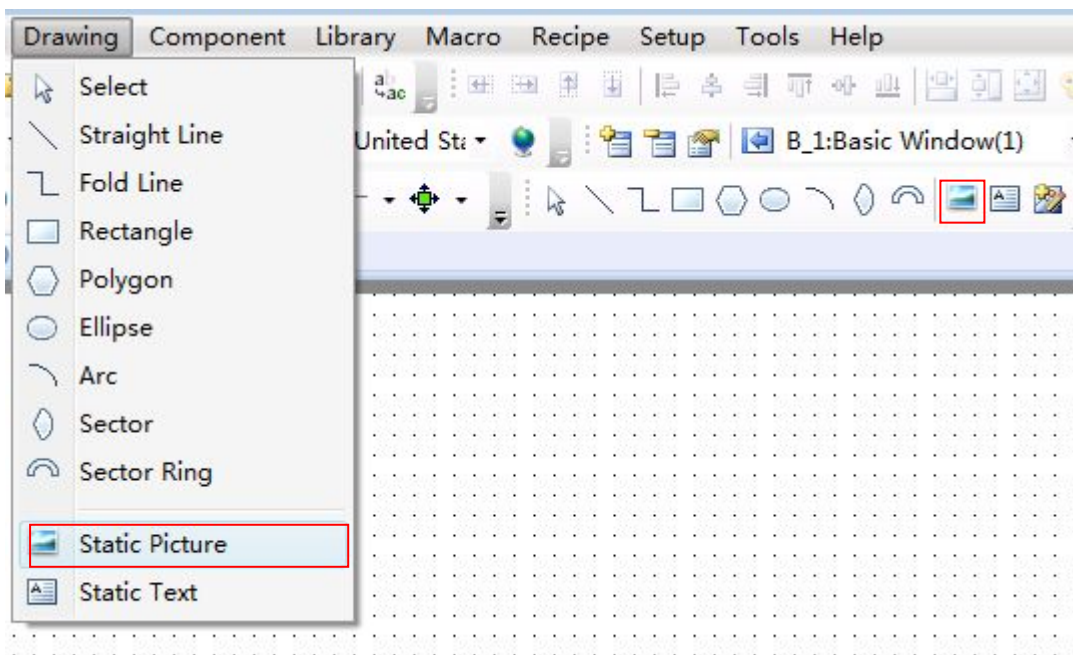 Drawing Component Library Macro Recipe Setup Tools Help
Select
Straight Line
United Sta
B_1:Basic Window(1)
Fold Line
Rectangle
Polygon
Ellipse
Arc
Sector
Sector Ring
Static Picture
Static Text